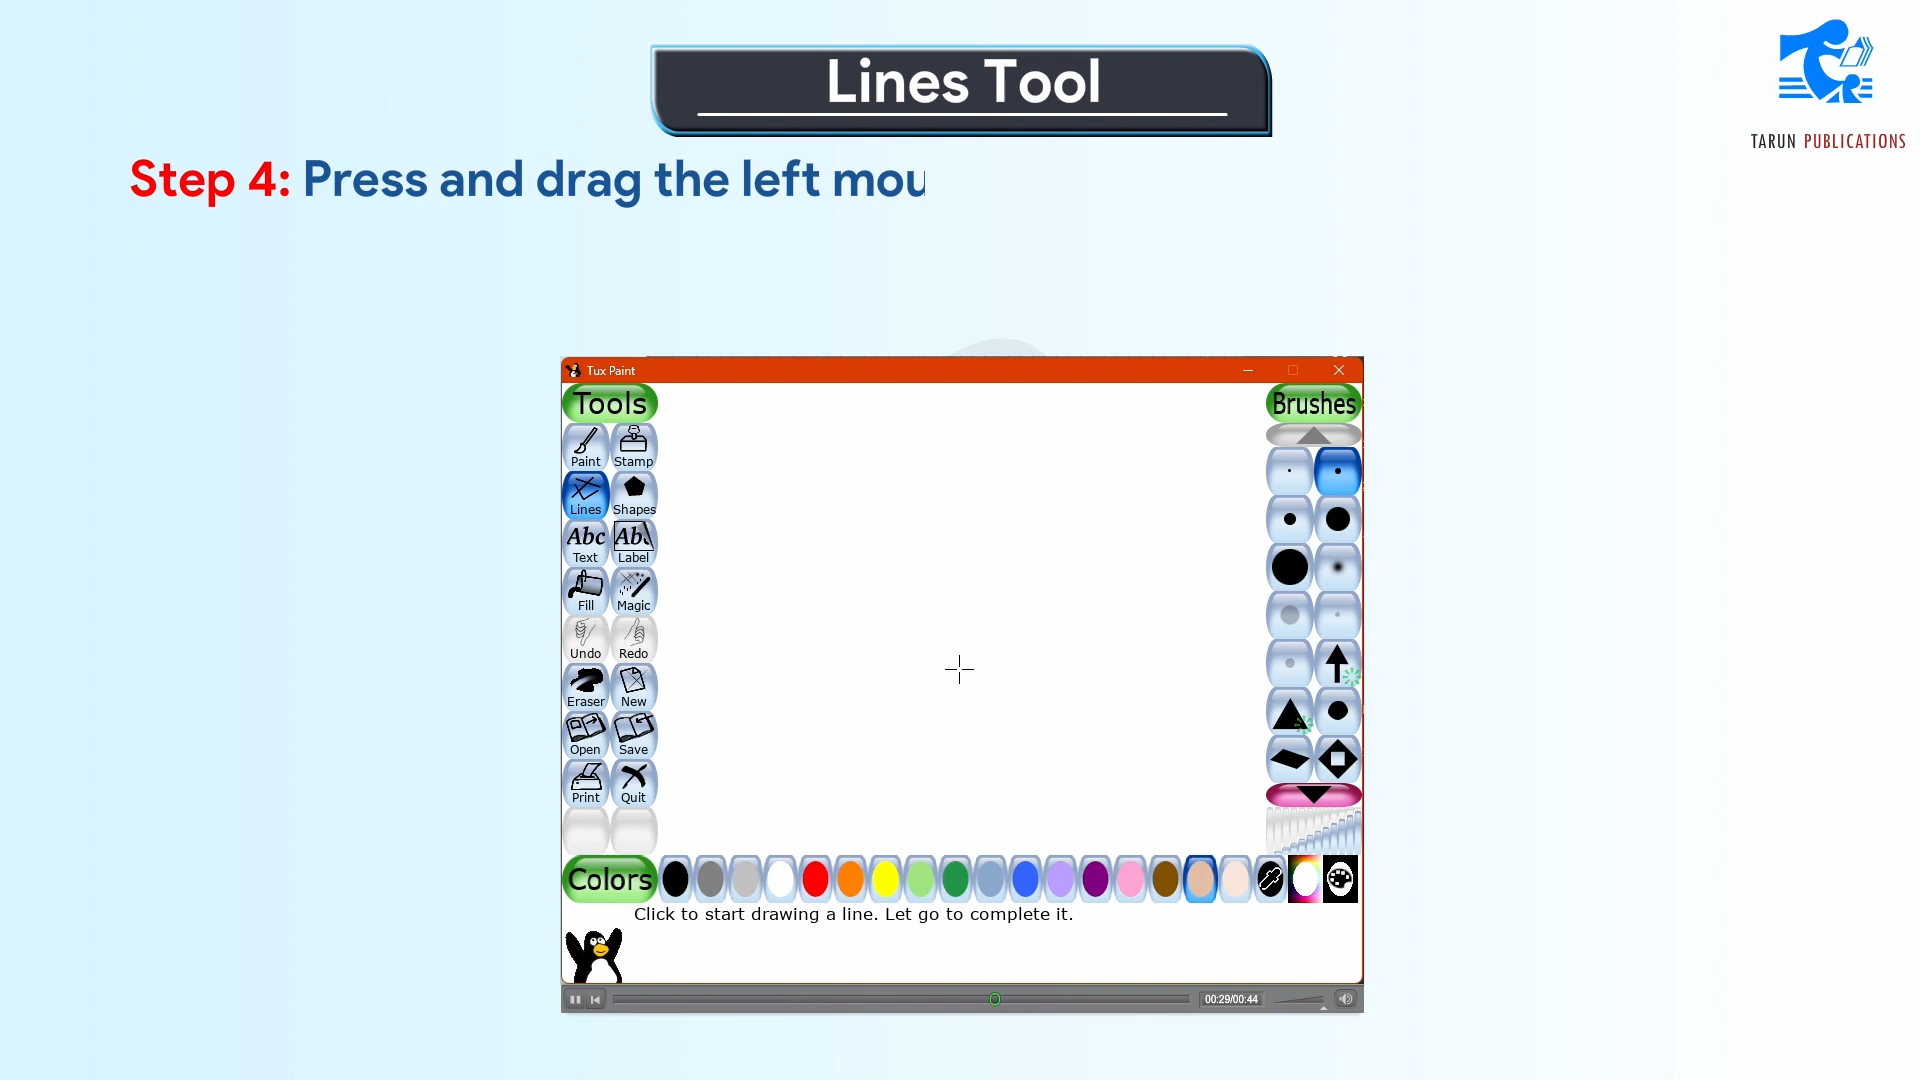 Lines Tool
TARUN PUBLICATIONS
Step 4: Press and drag the left mou
Tux Paint
Tools
Brushes
Paint Stamp
Lines Shapes
Abc Abc
Text Label
Fill Magic
Undo Redo
Eraser New
Open Save
Print Quit
Colors
Click to start drawing a line. Let go to complete it.
00:29/00:44